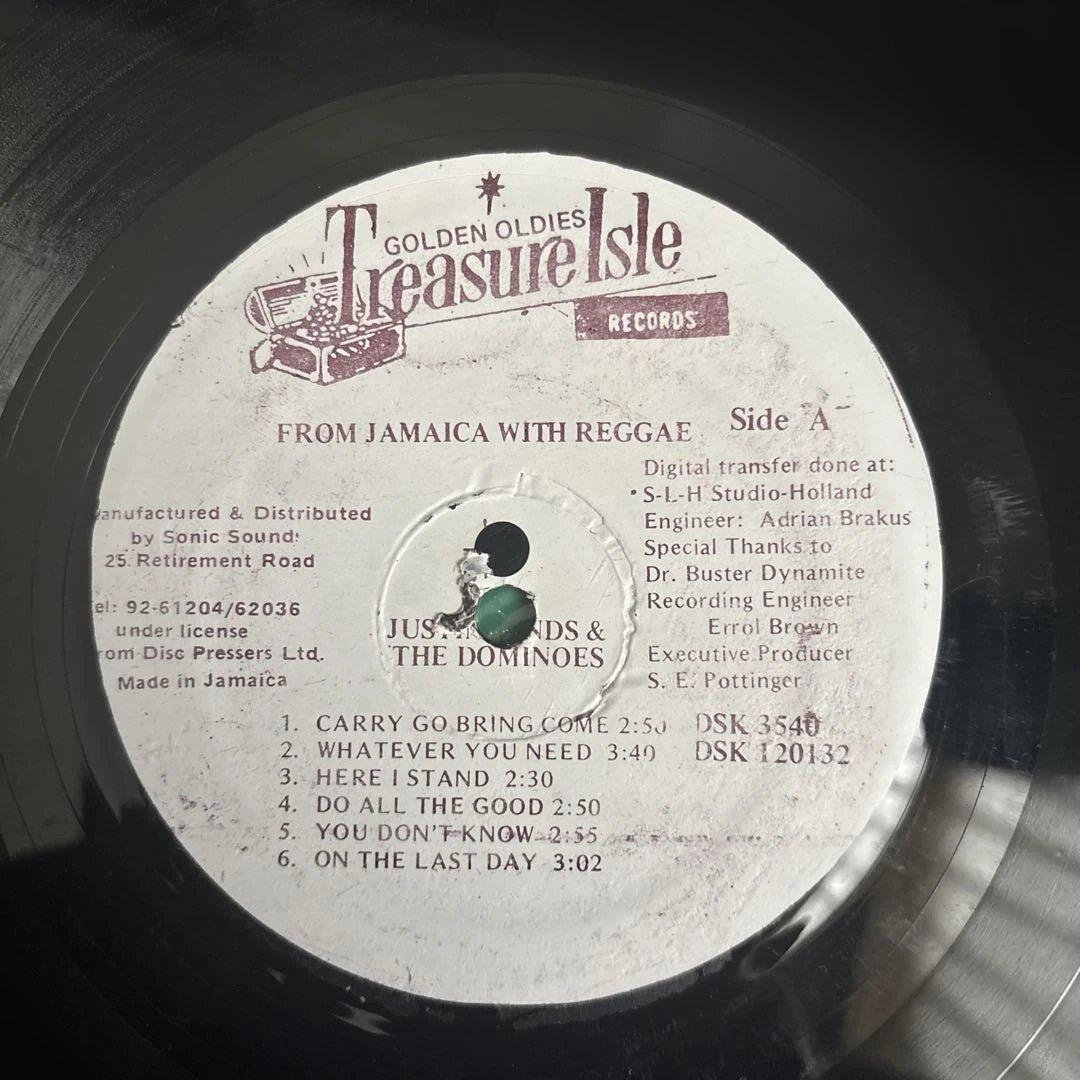 GOLDEN OLDIES
Treasure Isle
RECORDS
FROM JAMAICA WITH REGGAE
Side A
anufactured & Distributed
by Sonic Sound
25 Retirement Road
el: 92-61204/62036
under license
rom Disc Pressers Ltd.
Made in Jamaica
Digital transfer done at:
S-L-H Studio-Holland
Engineer: Adrian Brakus
Special Thanks to
Dr. Buster Dynamite
Recording Engineer
Errol Brown
Executive Producer
S. E. Pottinger
NDS &
THE DOMINOES
1. CARRY GO BRING COME 2:50 DSK 3540
2. WHATEVER YOU NEED 3:40 DSK 120132
3. HERE I STAND 2:30
4. DO ALL THE GOOD 2:50
5. YOU DON'T KNOW 2:55
6. ON THE LAST DAY 3:02